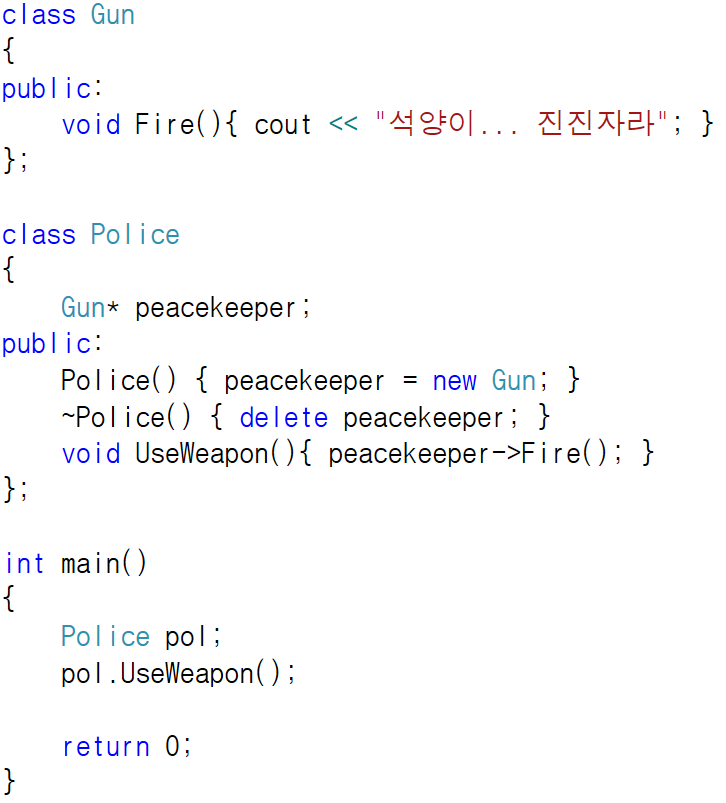 class Gun
{
public:
    void Fire(){ cout << "석양이... 진진자라"; }
};

class Police
{
    Gun* peacekeeper;
public:
    Police() { peacekeeper = new Gun; }
    ~Police() { delete peacekeeper; }
    void UseWeapon(){ peacekeeper->Fire(); }
};

int main()
{
    Police pol;
    pol.UseWeapon();

    return 0;
}